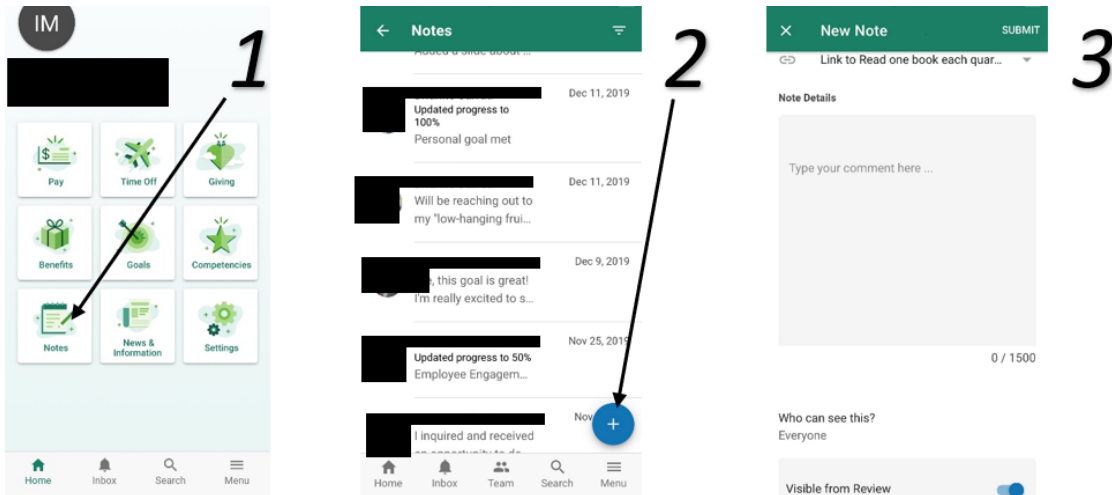 IM
1
Pay
Time Off
Giving
Benefits
Goals
Competencies
Notes
News &
Information
Settings
Home
Inbox
Search
Menu
Notes
2
Added a slide about ...
Dec 11, 2019
Updated progress to
100%
Personal goal met
Dec 11, 2019
Will be reaching out to
my "low-hanging frui...
Dec 9, 2019
, this goal is great!
I'm really excited to s...
Nov 25, 2019
Updated progress to 50%
Employee Engagem...
Nov
I inquired and received
an opportunity to do
+
Home
Inbox
Team
Search
Menu
New Note
SUBMIT
3
Link to Read one book each quar...
Note Details
Type your comment here ...
0 / 1500
Who can see this?
Everyone
Visible from Review